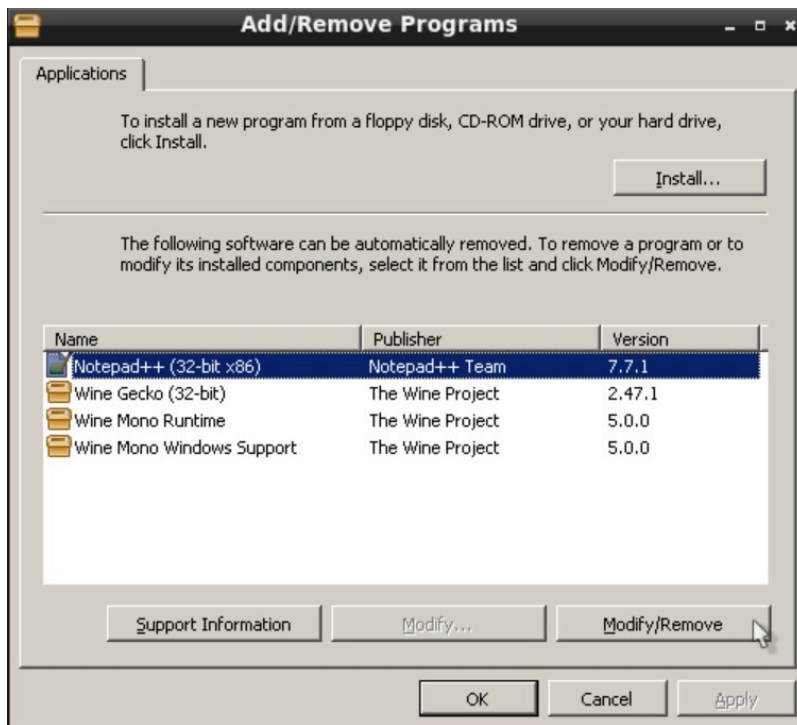 Add/Remove Programs
Applications
To install a new program from a floppy disk, CD-ROM drive, or your hard drive,
click Install.
Install...
The following software can be automatically removed. To remove a program or to
modify its installed components, select it from the list and click Modify/Remove.
Name Publisher Version
Notepad++ (32-bit x86) Notepad++ Team 7.7.1
Wine Gecko (32-bit) The Wine Project 2.47.1
Wine Mono Runtime The Wine Project 5.0.0
Wine Mono Windows Support The Wine Project 5.0.0
Support Information Modify... Modify/Remove
OK Cancel Apply